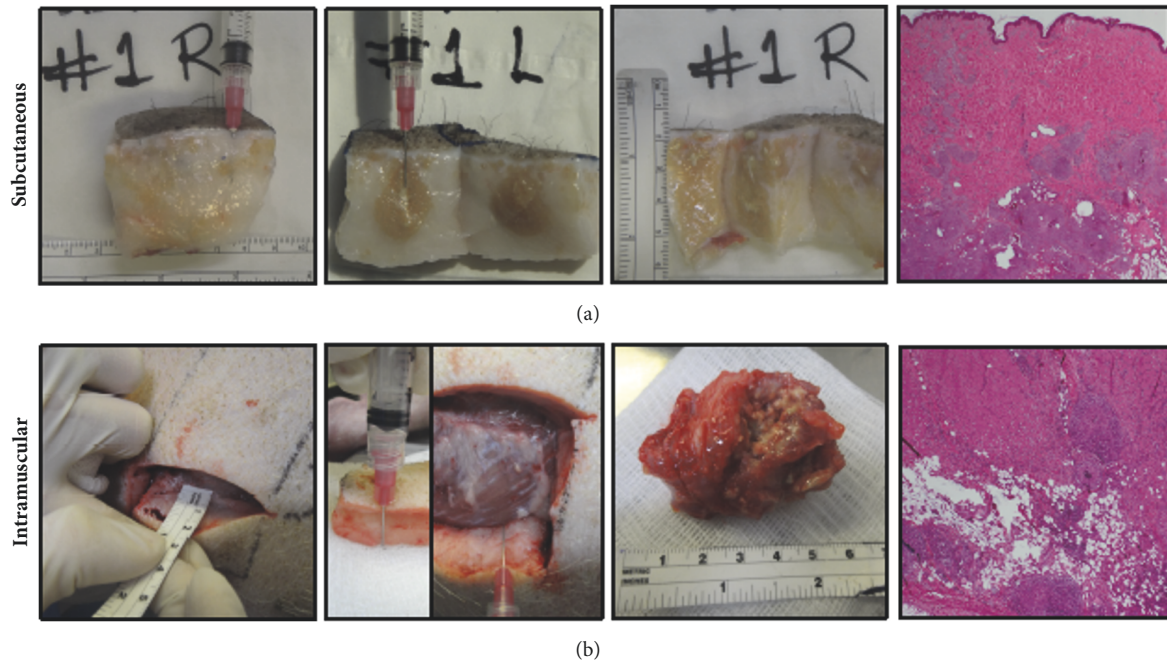 Subcutaneous
#1 R
#1 L
#1 R
(a)
Intramuscular
1 2 3 4 5 6
METRIC
INCHES
1 2
(b)